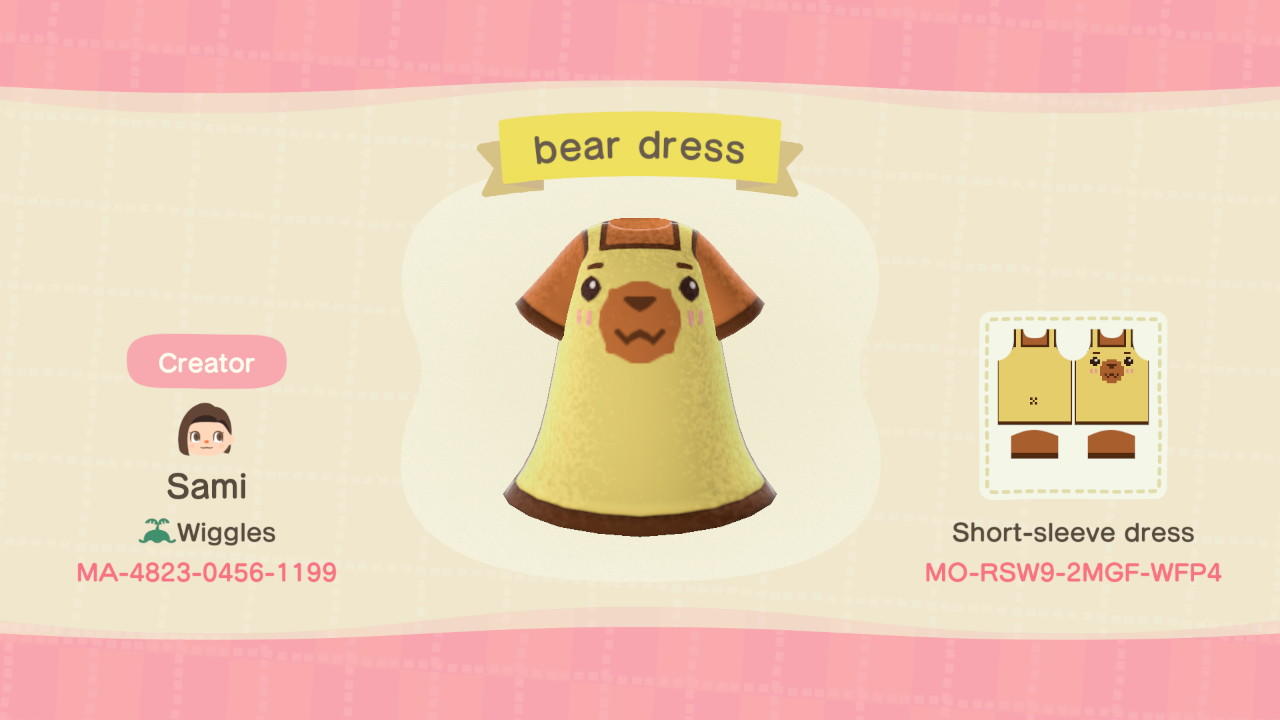 bear dress
Creator
Sami
Wiggles
MA-4823-0456-1199
Short-sleeve dress
MO-RSW9-2MGF-WFP4